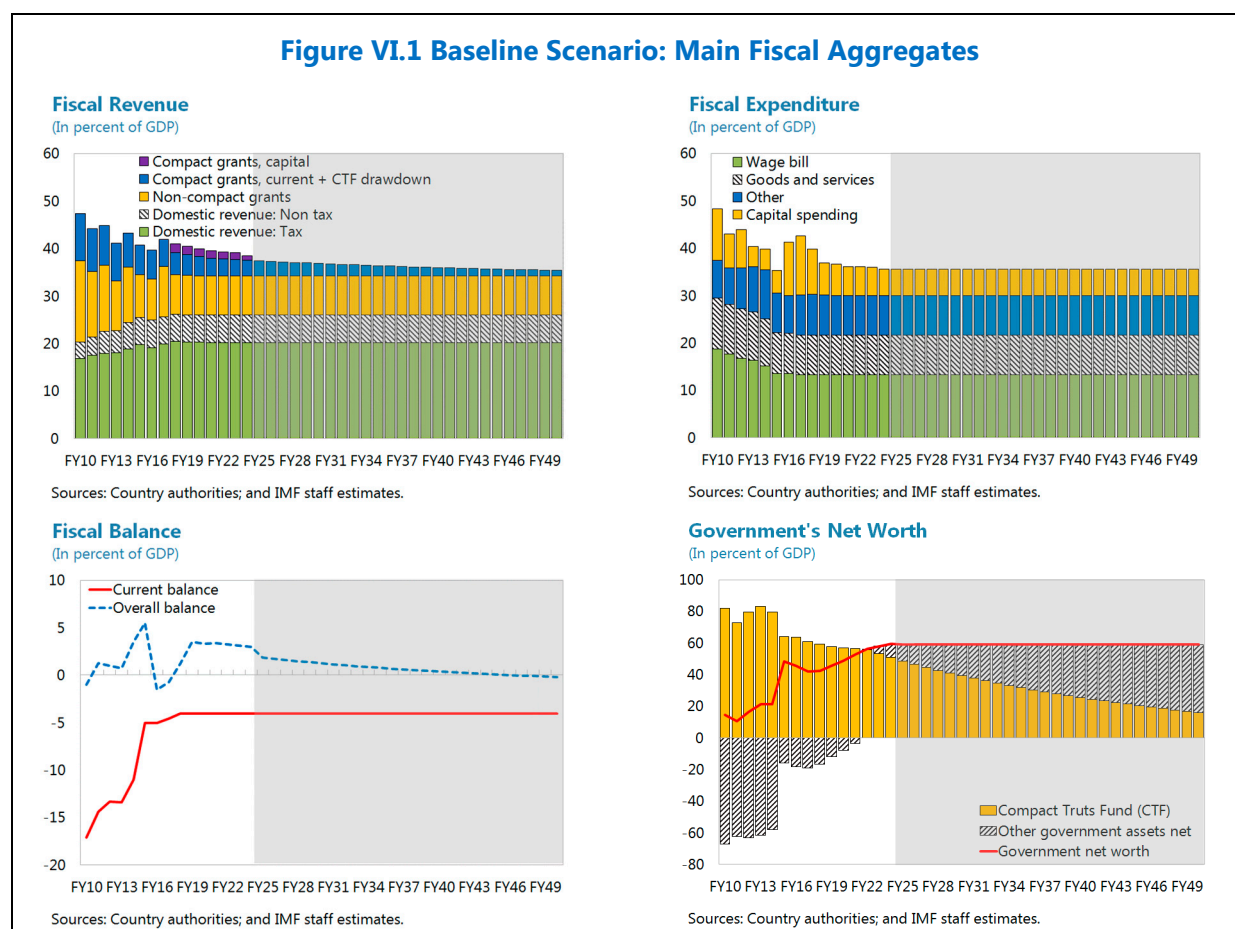 Figure VI.1 Baseline Scenario: Main Fiscal Aggregates
Fiscal Revenue
(In percent of GDP)
60
50
40
30
20
10
0
Compact grants, capital
Compact grants, current + CTF drawdown
Non-compact grants
Domestic revenue: Non tax
Domestic revenue: Tax
FY10 FY13 FY16 FY19 FY22 FY25 FY28 FY31 FY34 FY37 FY40 FY43 FY46 FY49
Sources: Country authorities; and IMF staff estimates.
Fiscal Expenditure
(In percent of GDP)
60
50
40
30
20
10
0
Wage bill
Goods and services
Other
Capital spending
FY10 FY13 FY16 FY19 FY22 FY25 FY28 FY31 FY34 FY37 FY40 FY43 FY46 FY49
Sources: Country authorities; and IMF staff estimates.
Fiscal Balance
(In percent of GDP)
10
5
0
-5
-10
-15
-20
Current balance
Overall balance
FY10 FY13 FY16 FY19 FY22 FY25 FY28 FY31 FY34 FY37 FY40 FY43 FY46 FY49
Sources: Country authorities; and IMF staff estimates.
Government's Net Worth
(In percent of GDP)
100
80
60
40
20
0
-20
-40
-60
-80
Compact Truts Fund (CTF)
Other government assets net
Government net worth
FY10 FY13 FY16 FY19 FY22 FY25 FY28 FY31 FY34 FY37 FY40 FY43 FY46 FY49
Sources: Country authorities; and IMF staff estimates.